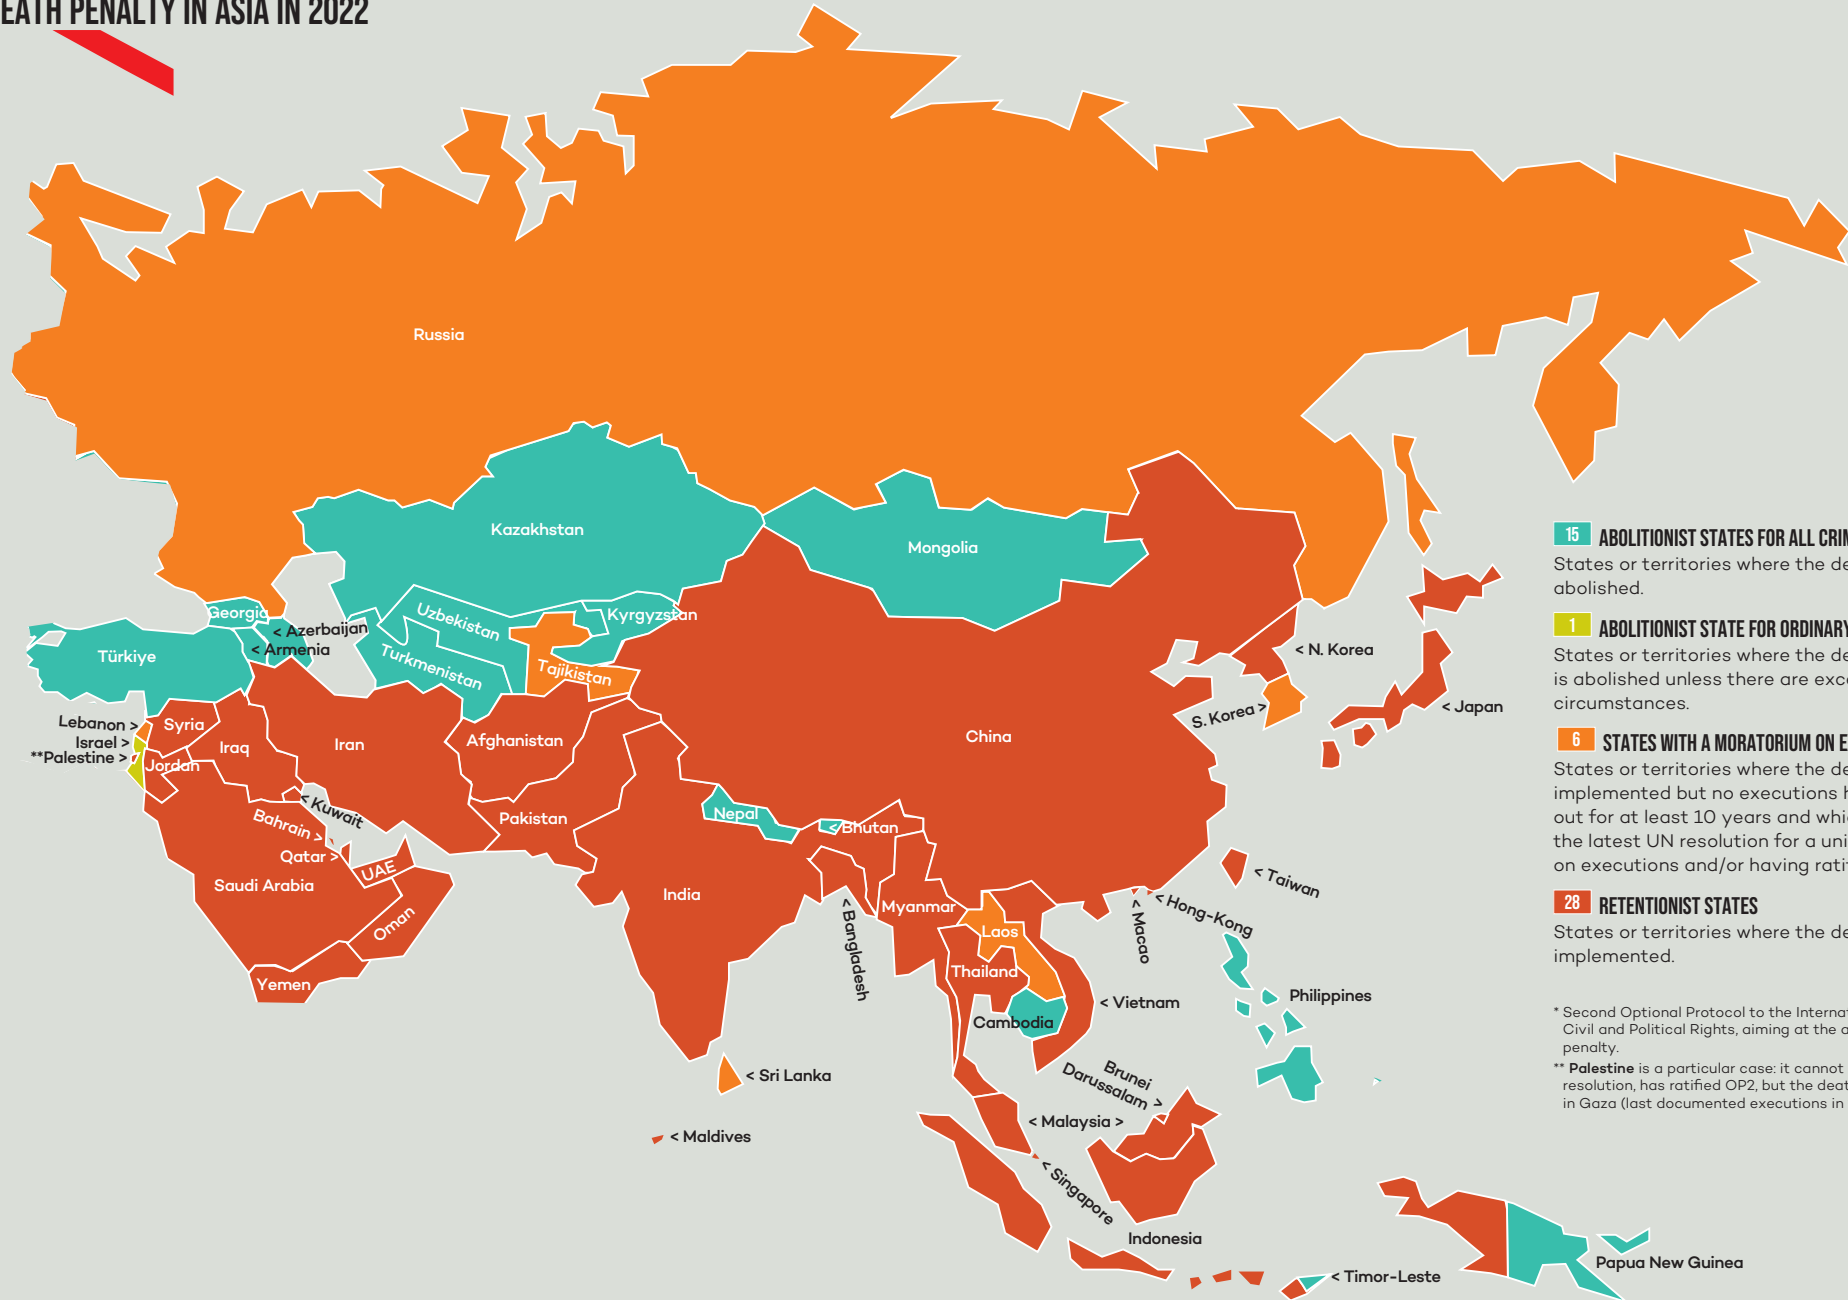 EATH PENALTY IN ASIA IN 2022
Russia
Kazakhstan
Mongolia
Georgia
Uzbekistan
Kyrgyzstan
< Azerbaijan
< Armenia
Türkiye
Turkmenistan
Tajikistan
< N. Korea
S. Korea >
< Japan
Lebanon >
Syria
Israel >
**Palestine >
Jordan
Iraq
Iran
Afghanistan
China
< Kuwait
Bahrain >
Qatar >
UAE
Pakistan
Nepal
< Bhutan
Saudi Arabia
Oman
Yemen
India
< Bangladesh
Myanmar
Laos
Thailand
Cambodia
< Vietnam
< Macao
< Hong-Kong
< Taiwan
Philippines
< Sri Lanka
< Maldives
Brunei
Darussalam >
< Malaysia >
< Singapore
Indonesia
< Timor-Leste
Papua New Guinea
15 ABOLITIONIST STATES FOR ALL CRIM
States or territories where the de
abolished.
1 ABOLITIONIST STATE FOR ORDINARY
States or territories where the de
is abolished unless there are exce
circumstances.
6 STATES WITH A MORATORIUM ON E
States or territories where the de
implemented but no executions h
out for at least 10 years and whic
the latest UN resolution for a uni
on executions and/or having rati
28 RETENTIONIST STATES
States or territories where the de
implemented.
* Second Optional Protocol to the Internat
Civil and Political Rights, aiming at the a
penalty.
** Palestine is a particular case: it cannot
resolution, has ratified OP2, but the deat
in Gaza (last documented executions in